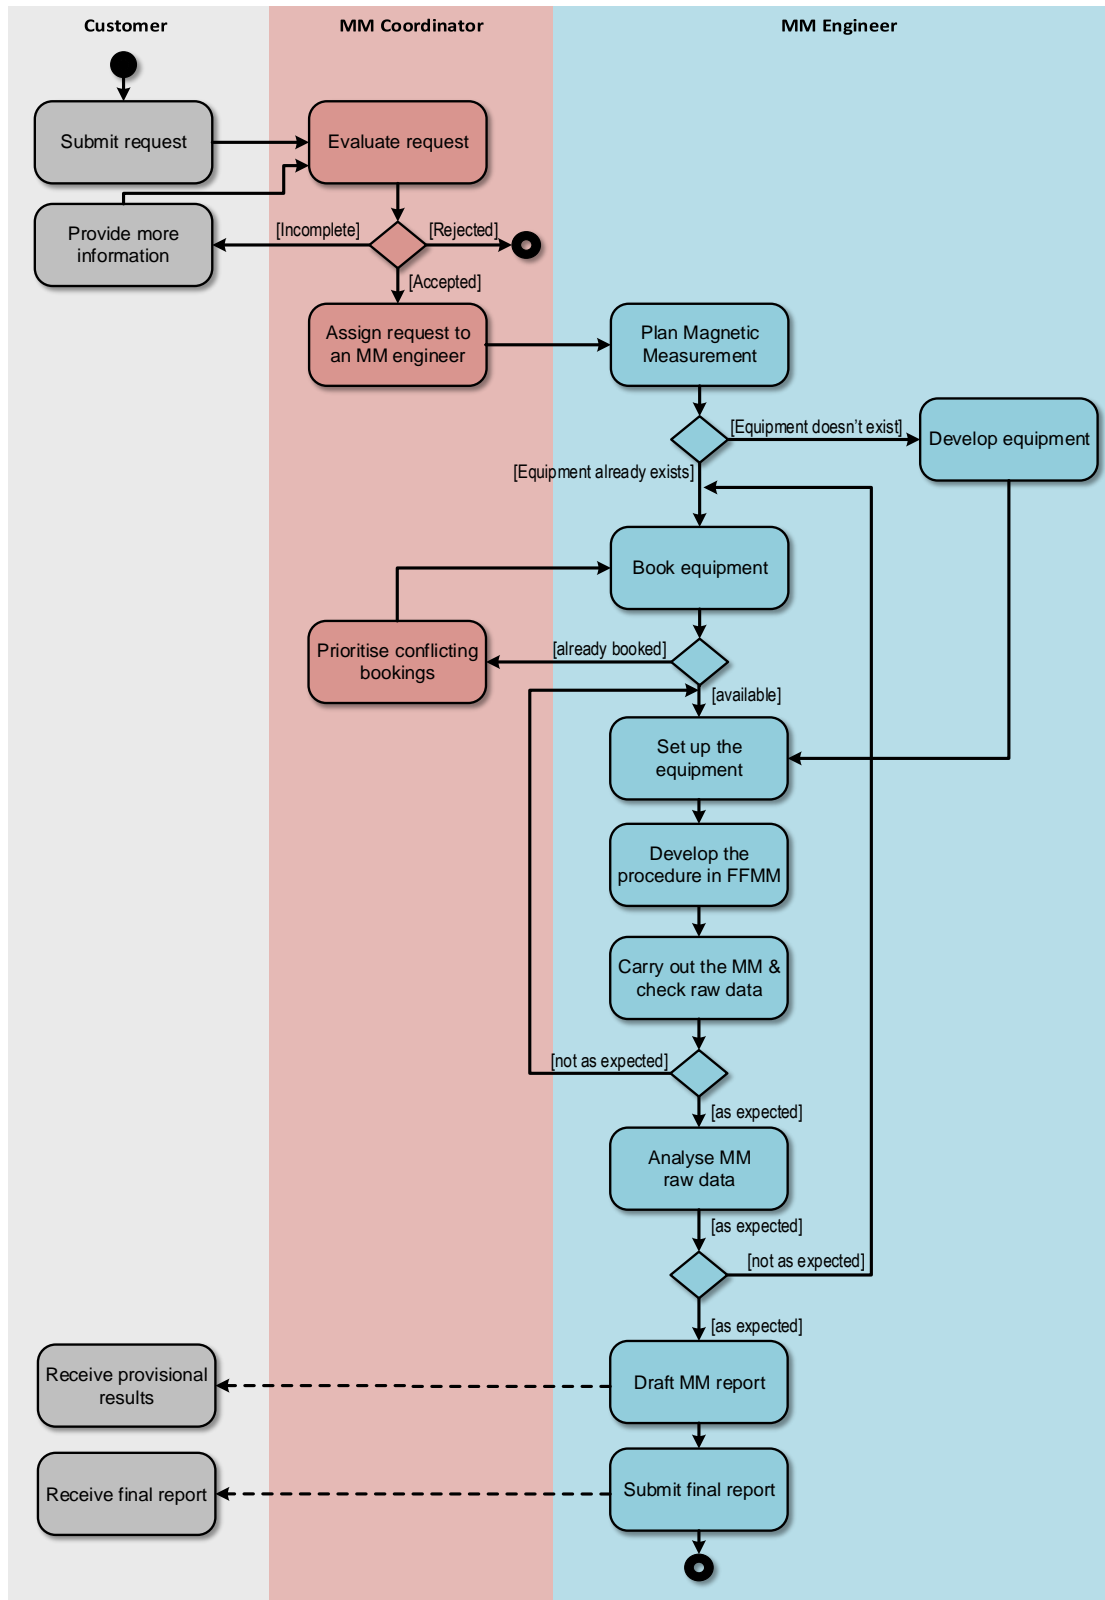 Customer
MM Coordinator
MM Engineer
Submit request
Evaluate request
Provide more
information
[Incomplete]
[Rejected]
[Accepted]
Assign request to
an MM engineer
Plan Magnetic
Measurement
[Equipment doesn't exist]
Develop equipment
[Equipment already exists]
Book equipment
Prioritise conflicting
bookings
[already booked]
[available]
Set up the
equipment
Develop the
procedure in FFMM
Carry out the MM &
check raw data
[not as expected]
[as expected]
Analyse MM
raw data
[as expected]
[not as expected]
[as expected]
Receive provisional
results
Draft MM report
Receive final report
Submit final report